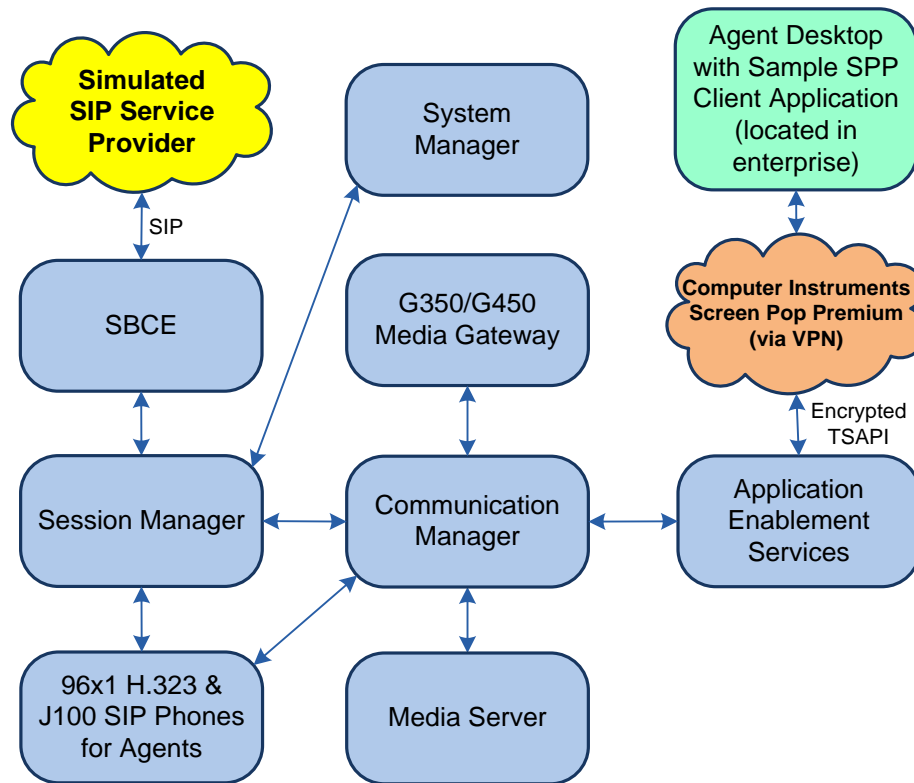 Simulated
SIP Service
Provider
System
Manager
Agent Desktop
with Sample SPP
Client Application
(located in
enterprise)
SIP
SBCE
G350/G450
Media Gateway
Computer Instruments
Screen Pop Premium
(via VPN)
Encrypted
TSAPI
Session Manager
Communication
Manager
Application
Enablement
Services
96x1 H.323 &
J100 SIP Phones
for Agents
Media Server